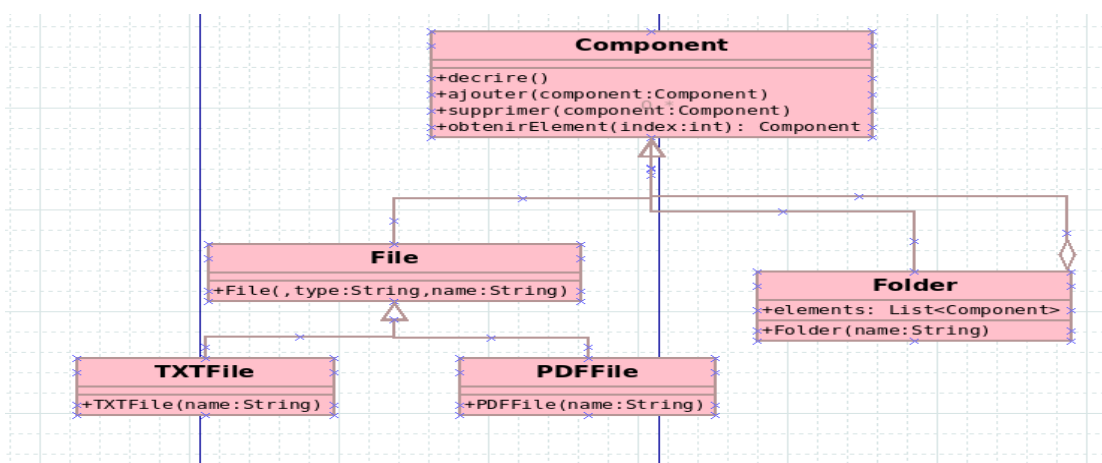 Component
+decrire()
+ajouter(component:Component)
+supprimer(component:Component)
+obtenirElement(index:int): Component
File
+File(,type:String,name:String)
Folder
+elements: List<Component>
+Folder(name:String)
TXTFile
+TXTFile(name:String)
PDFFile
+PDFFile(name:String)